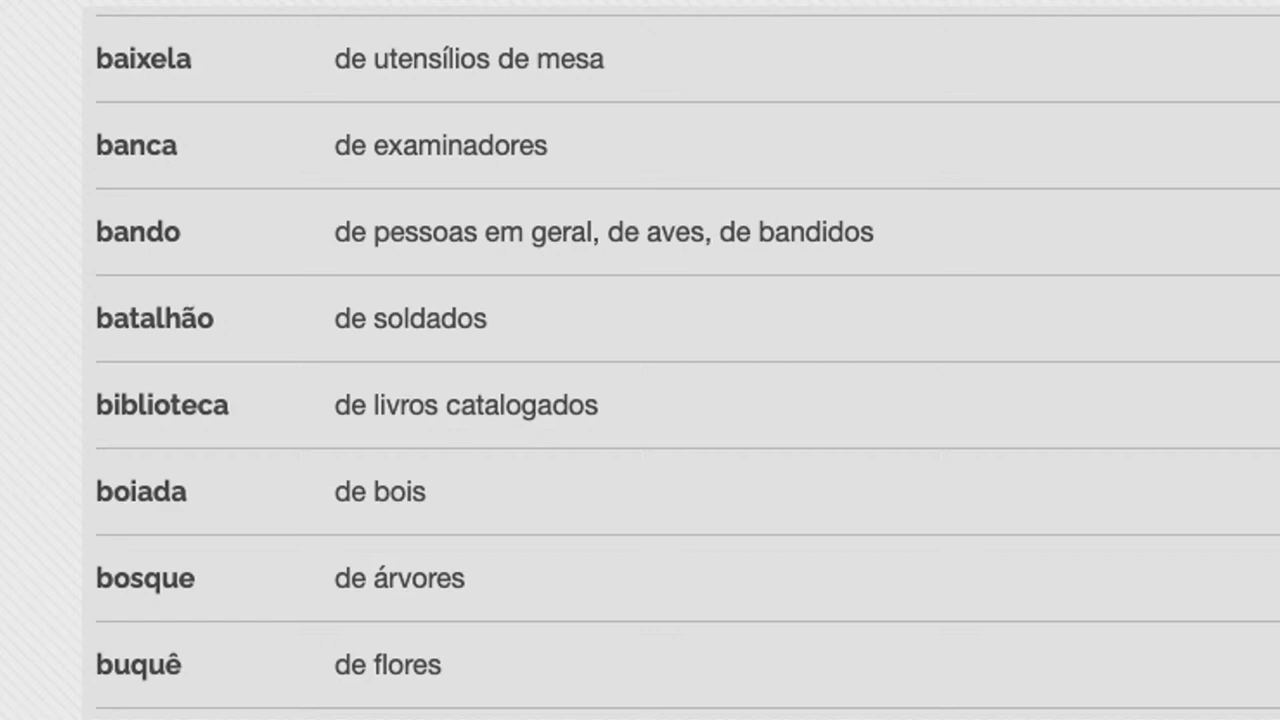 baixela de utensílios de mesa
banca de examinadores
bando de pessoas em geral, de aves, de bandidos
batalhão de soldados
biblioteca de livros catalogados
boiada de bois
bosque de árvores
buquê de flores